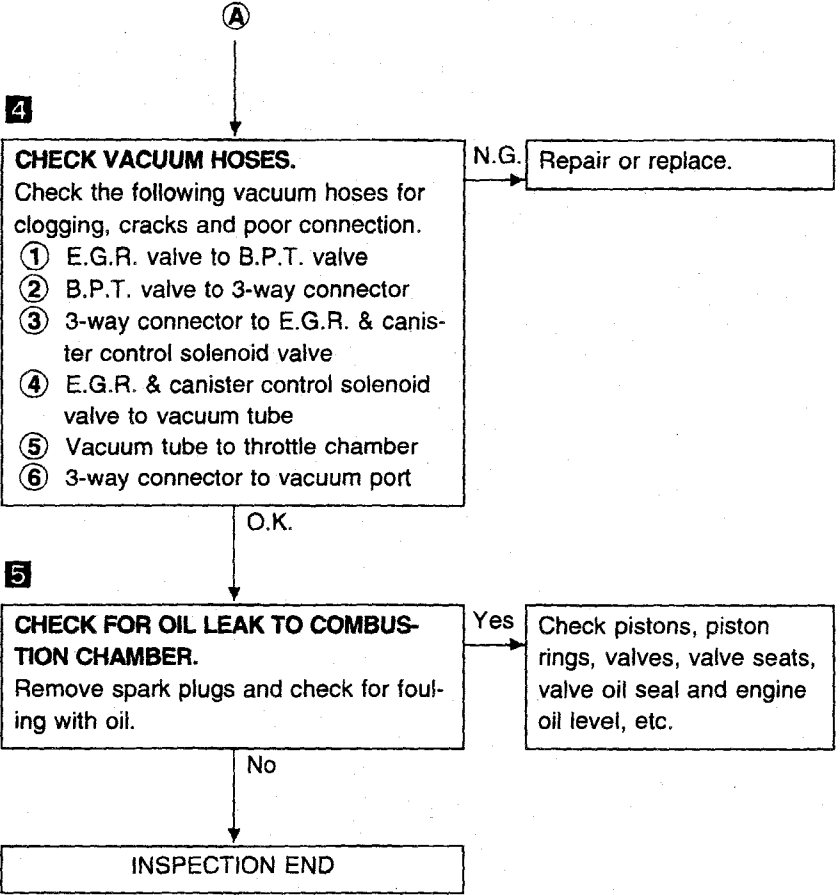 A
4
CHECK VACUUM HOSES.
Check the following vacuum hoses for
clogging, cracks and poor connection.
① E.G.R. valve to B.P.T. valve
② B.P.T. valve to 3-way connector
③ 3-way connector to E.G.R. & canis-
ter control solenoid valve
④ E.G.R. & canister control solenoid
valve to vacuum tube
⑤ Vacuum tube to throttle chamber
⑥ 3-way connector to vacuum port
N.G.
Repair or replace.
O.K.
5
CHECK FOR OIL LEAK TO COMBUS-
TION CHAMBER.
Remove spark plugs and check for foul-
ing with oil.
Yes
Check pistons, piston
rings, valves, valve seats,
valve oil seal and engine
oil level, etc.
No
INSPECTION END